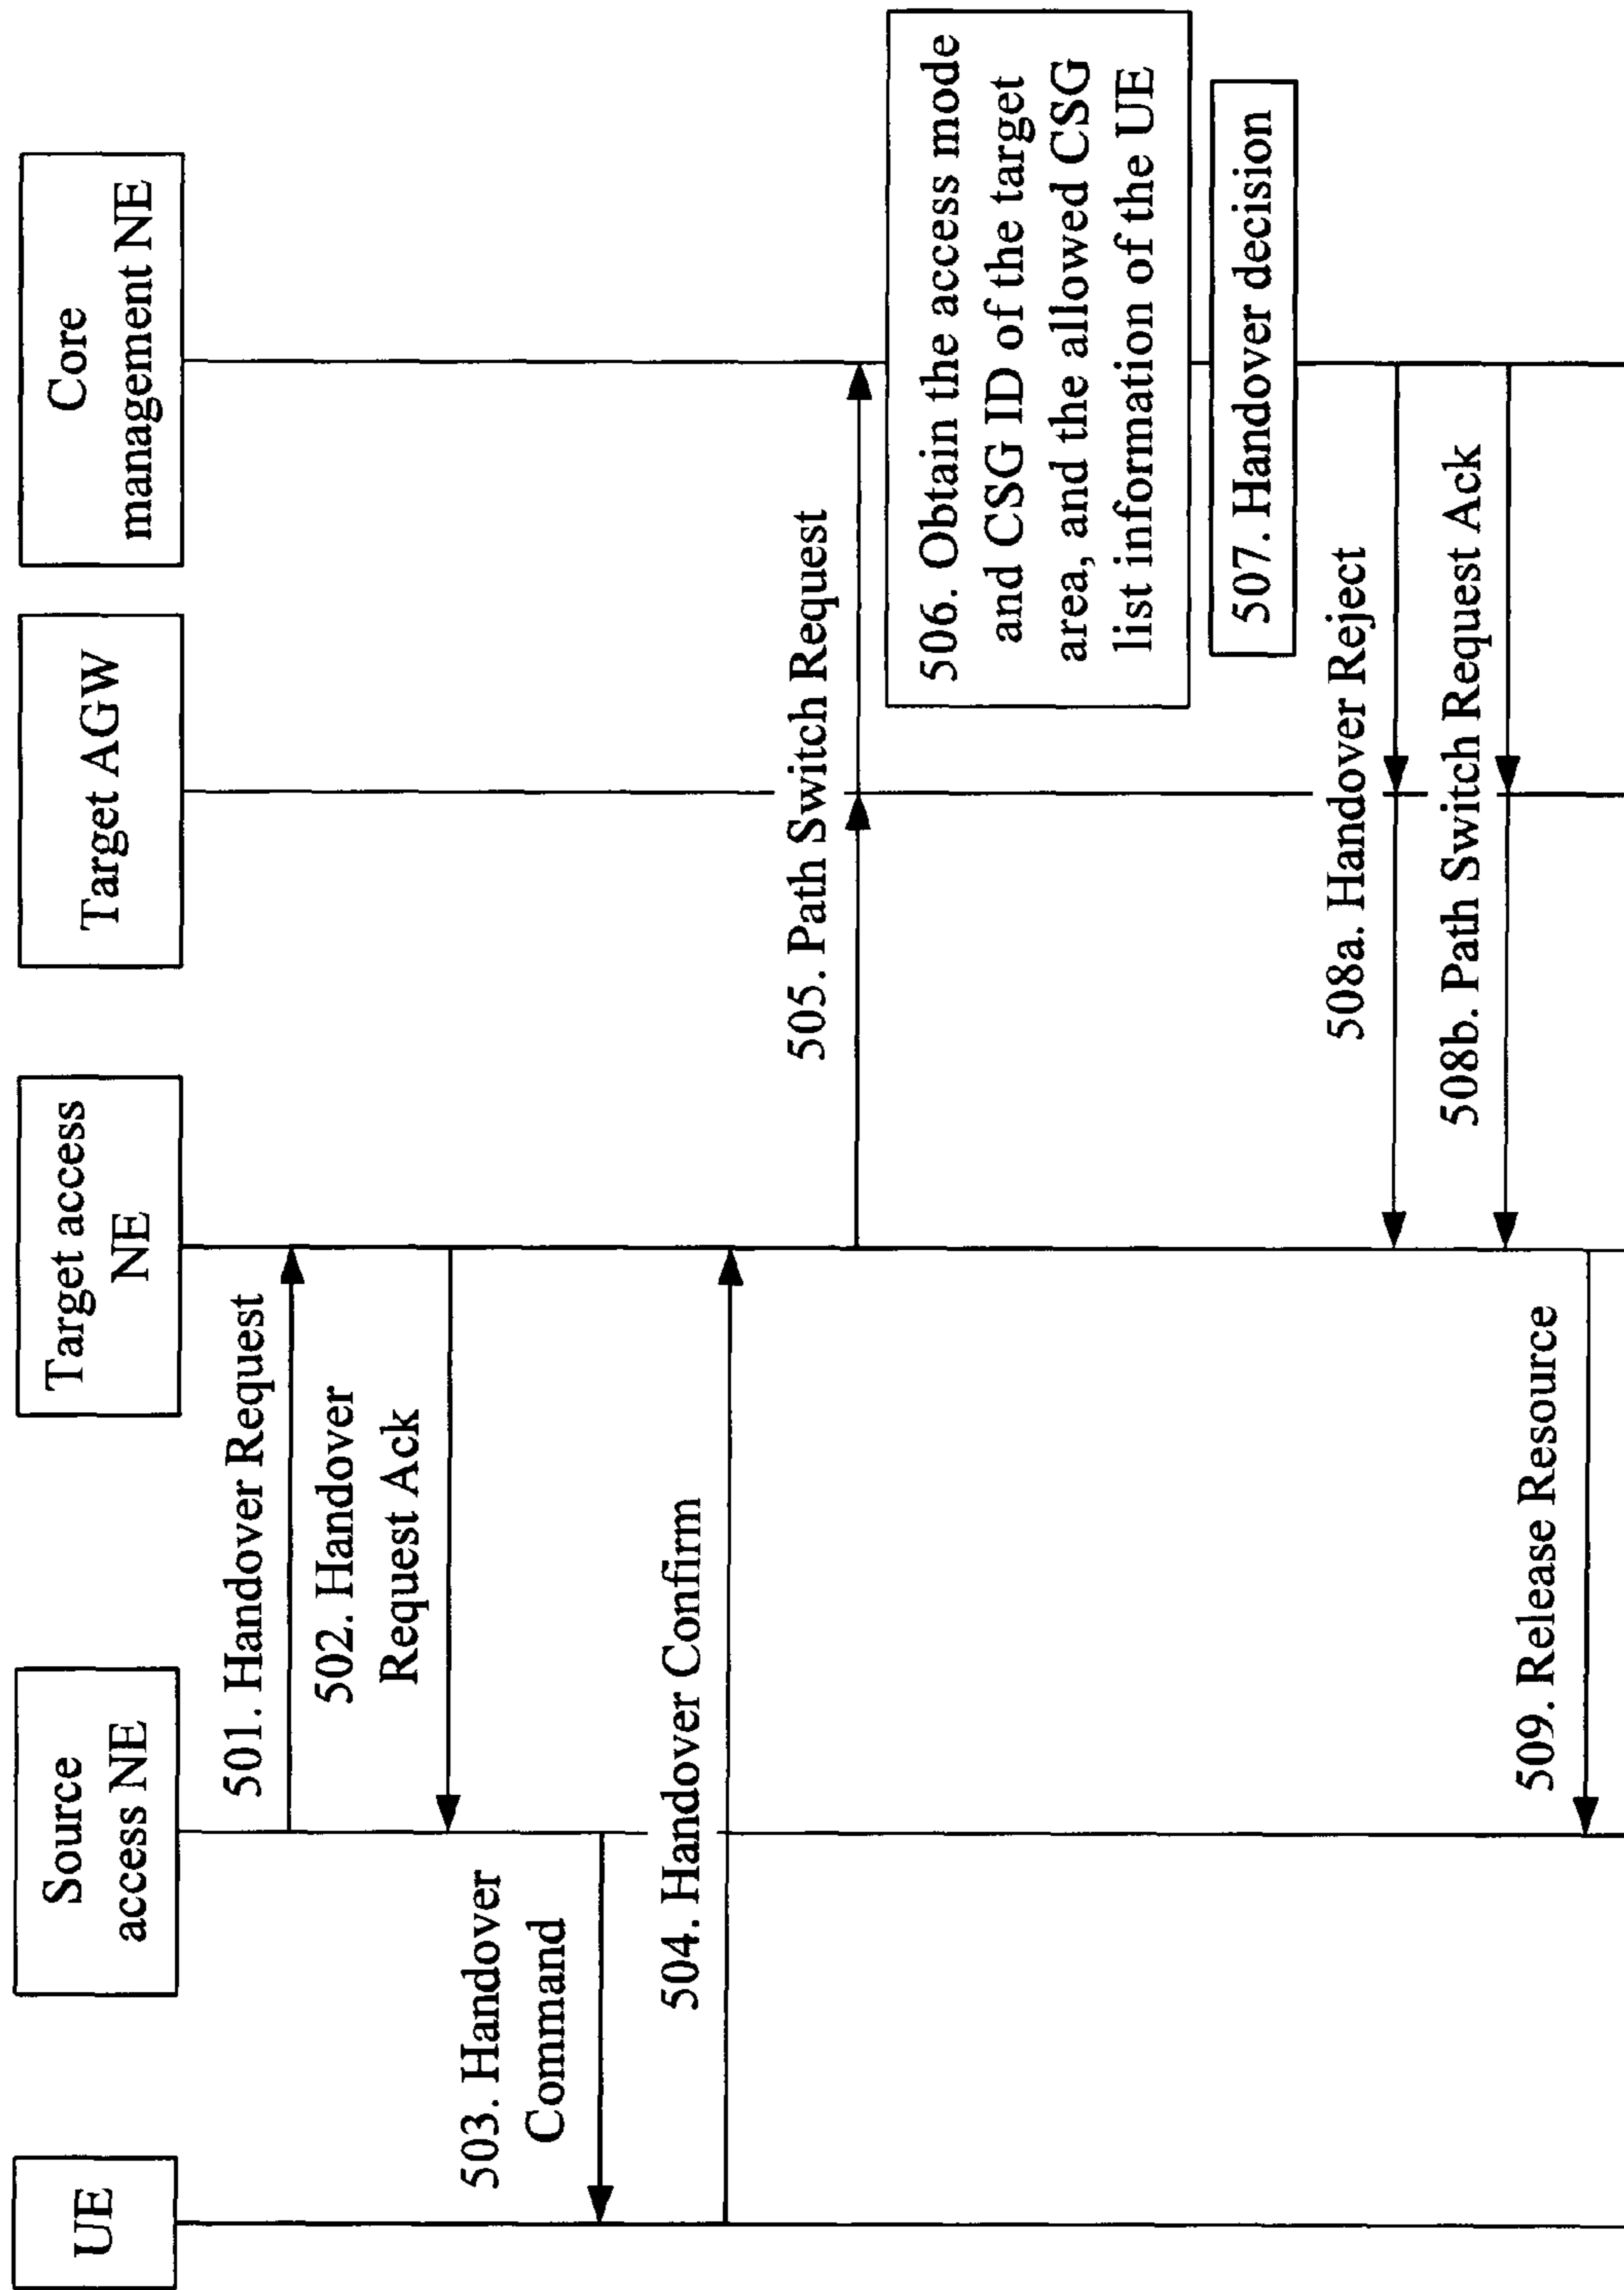 UE
Source
access NE
Target access
NE
Target AGW
Core
management NE
501. Handover Request
502. Handover
Request Ack
503. Handover
Command
504. Handover Confirm
505. Path Switch Request
506. Obtain the access mode
and CSG ID of the target
area, and the allowed CSG
list information of the UE
507. Handover decision
508a. Handover Reject
508b. Path Switch Request Ack
509. Release Resource